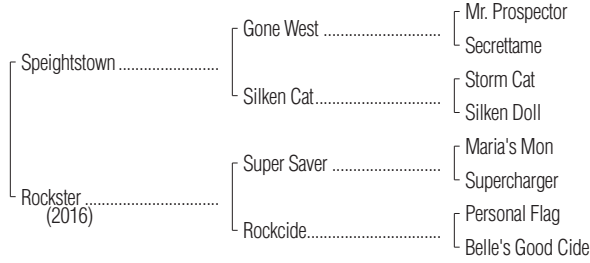 Mr. Prospector
Gone West ..............................
Secrettame
Speightstown .........................
Storm Cat
Silken Cat................................
Silken Doll
Maria's Mon
Super Saver ............................
Supercharger
Rockster .................................
(2016)
Personal Flag
Rockcide..................................
Belle's Good Cide